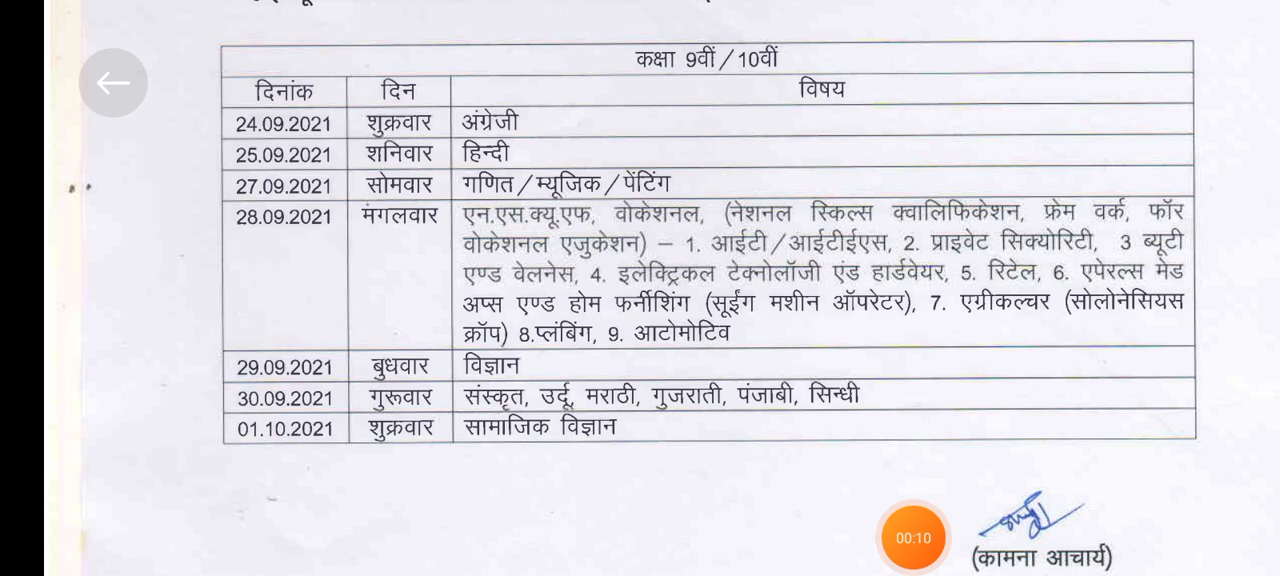 कक्षा 9वीं / 10वीं
दिनांक दिन विषय
24.09.2021 शुक्रवार अंग्रेजी
25.09.2021 शनिवार हिन्दी
27.09.2021 सोमवार गणित / म्यूजिक / पेंटिंग
28.09.2021 मंगलवार एन.एस.क्यू.एफ, वोकेशनल, (नेशनल स्किल्स क्वालिफिकेशन, फ्रेम वर्क, फॉर
वोकेशनल एजुकेशन) – 1. आईटी / आईटीईएस, 2. प्राइवेट सिक्योरिटी, 3 ब्यूटी
एण्ड वेलनेस, 4. इलेक्ट्रिकल टेक्नोलॉजी एंड हार्डवेयर, 5. रिटेल, 6. एपेरल्स मेड
अप्स एण्ड होम फर्नीशिंग (सूईंग मशीन ऑपरेटर), 7. एग्रीकल्चर (सोलोनेसियस
क्रॉप) 8.प्लंबिंग, 9. आटोमोटिव
29.09.2021 बुधवार विज्ञान
30.09.2021 गुरूवार संस्कृत, उर्दू, मराठी, गुजराती, पंजाबी, सिन्धी
01.10.2021 शुक्रवार सामाजिक विज्ञान
00:10
(कामना आचार्य)